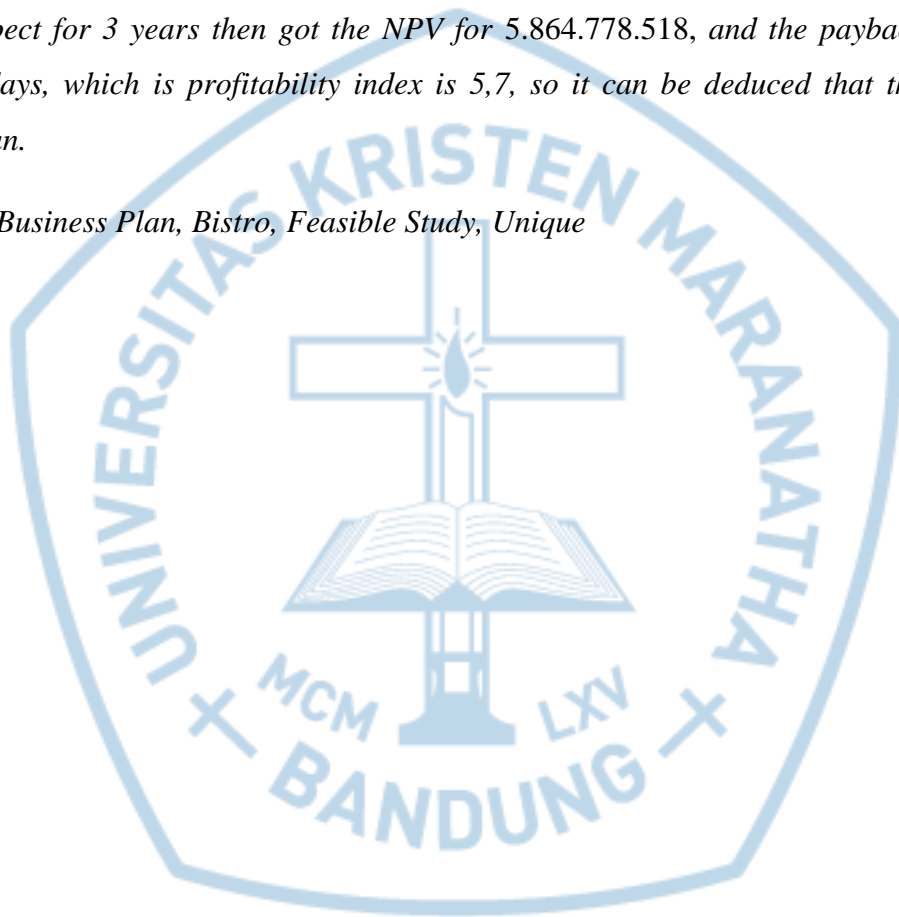 pect for 3 years then got the NPV for 5.864.778.518, and the payba
lays, which is profitability index is 5,7, so it can be deduced that th
n.
Business Plan, Bistro, Feasible Study, Unique
UNIVERSITAS KRISTEN MARANATHA
MCM LXV
BANDUNG